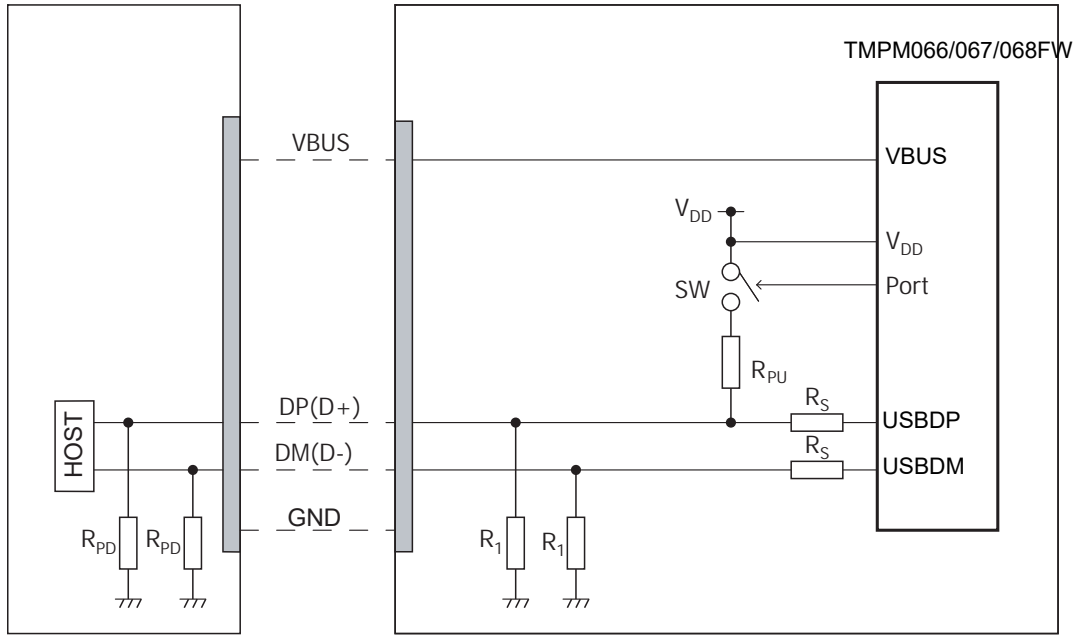 TMPM066/067/068FW
VBUS
VBUS
VDD
VDD
SW
Port
RPU
DP(D+)
RS
USBDP
HOST
DM(D-)
RS
USBDM
GND
RPD
RPD
R1
R1